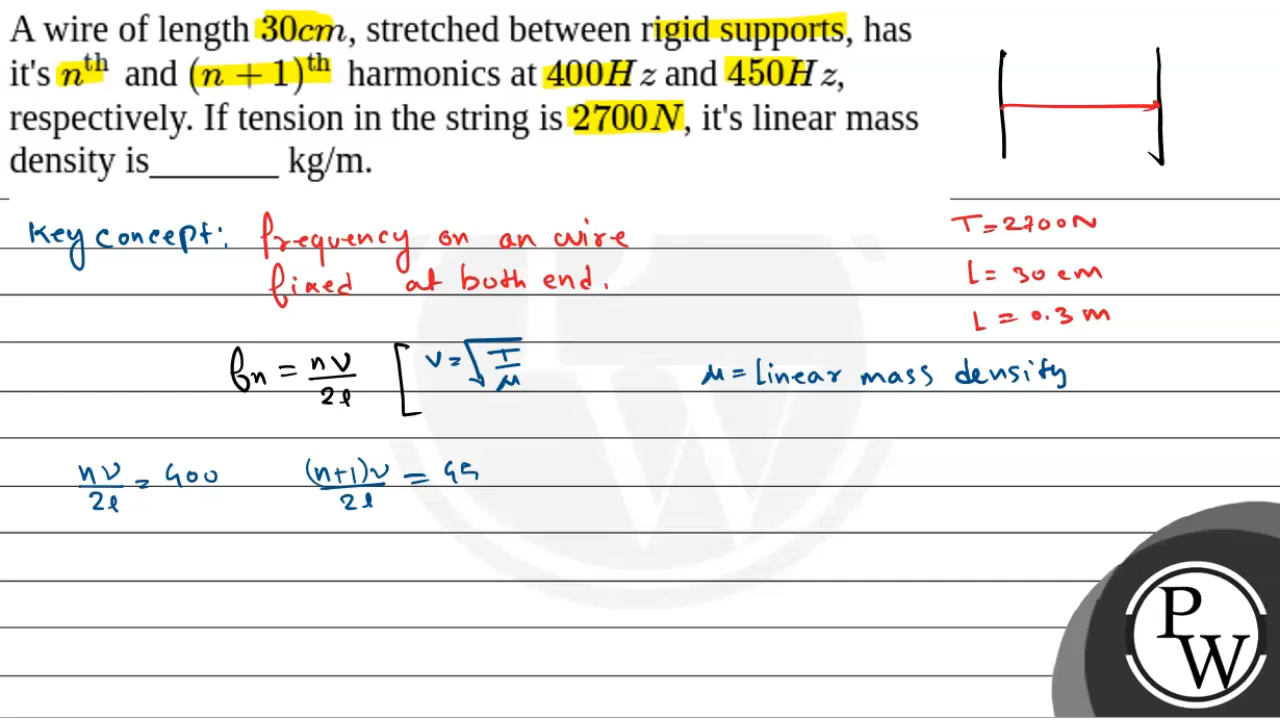 A wire of length 30cm, stretched between rigid supports, has
it's nᵗʰ and (n + 1)ᵗʰ harmonics at 400Hz and 450Hz,
respectively. If tension in the string is 2700N, it's linear mass
density is_______ kg/m.
Key concept: frequency on an wire
fixed at both end.
T = 2700N
L = 30 cm
L = 0.3 m
fn = nv/2l [ v = √T/μ
μ = Linear mass density
nv/2l = 400 (n+1)v/2l = 45
PW